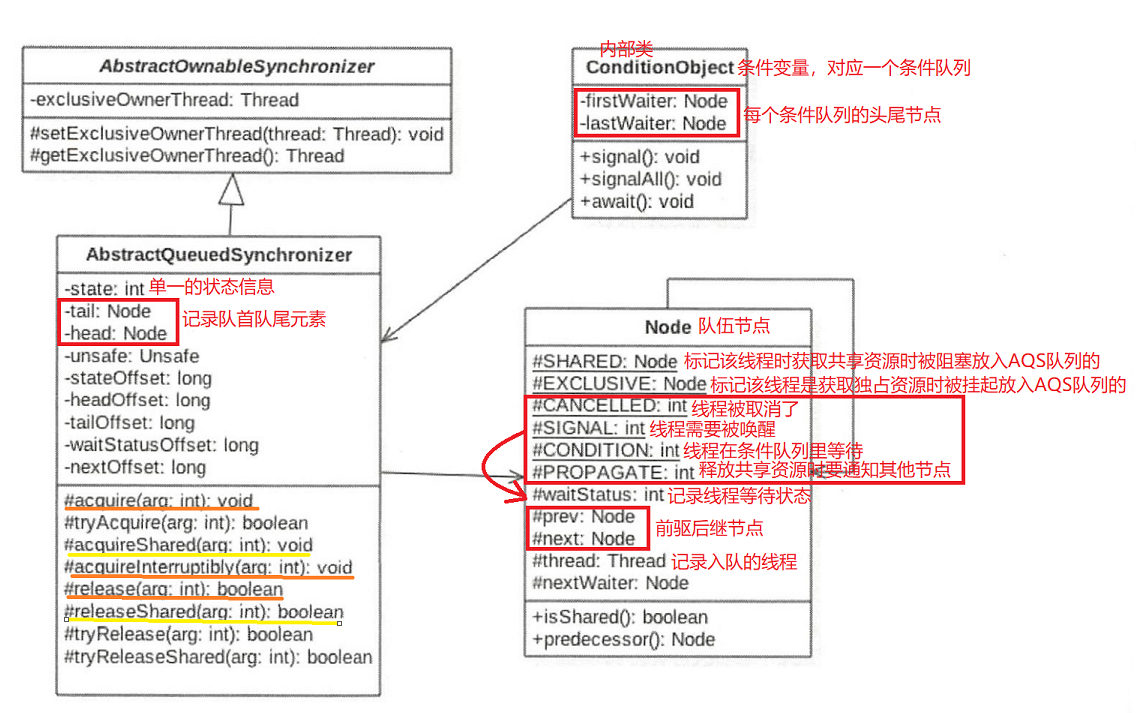 AbstractOwnableSynchronizer
-exclusiveOwnerThread: Thread
#setExclusiveOwnerThread(thread: Thread): void
#getExclusiveOwnerThread(): Thread
内部类
ConditionObject 条件变量，对应一个条件队列
-firstWaiter: Node
-lastWaiter: Node
每个条件队列的头尾节点
+signal(): void
+signalAll(): void
+await(): void
AbstractQueuedSynchronizer
-state: int 单一的状态信息
-tail: Node
-head: Node
记录队首队尾元素
-unsafe: Unsafe
-stateOffset: long
-headOffset: long
-tailOffset: long
-waitStatusOffset: long
-nextOffset: long
#acquire(arg: int): void
#tryAcquire(arg: int): boolean
#acquireShared(arg: int): void
#acquireInterruptibly(arg: int): void
#release(arg: int): boolean
#releaseShared(arg: int): boolean
#tryRelease(arg: int): boolean
#tryReleaseShared(arg: int): boolean
Node 队伍节点
#SHARED: Node 标记该线程时获取共享资源时被阻塞放入AQS队列的
#EXCLUSIVE: Node 标记该线程是获取独占资源时被挂起放入AQS队列的
#CANCELLED: int 线程被取消了
#SIGNAL: int 线程需要被唤醒
#CONDITION: int 线程在条件队列里等待
#PROPAGATE: int 释放共享资源时要通知其他节点
#waitStatus: int 记录线程等待状态
#prev: Node
#next: Node
前驱后继节点
#thread: Thread 记录入队的线程
#nextWaiter: Node
+isShared(): boolean
+predecessor(): Node